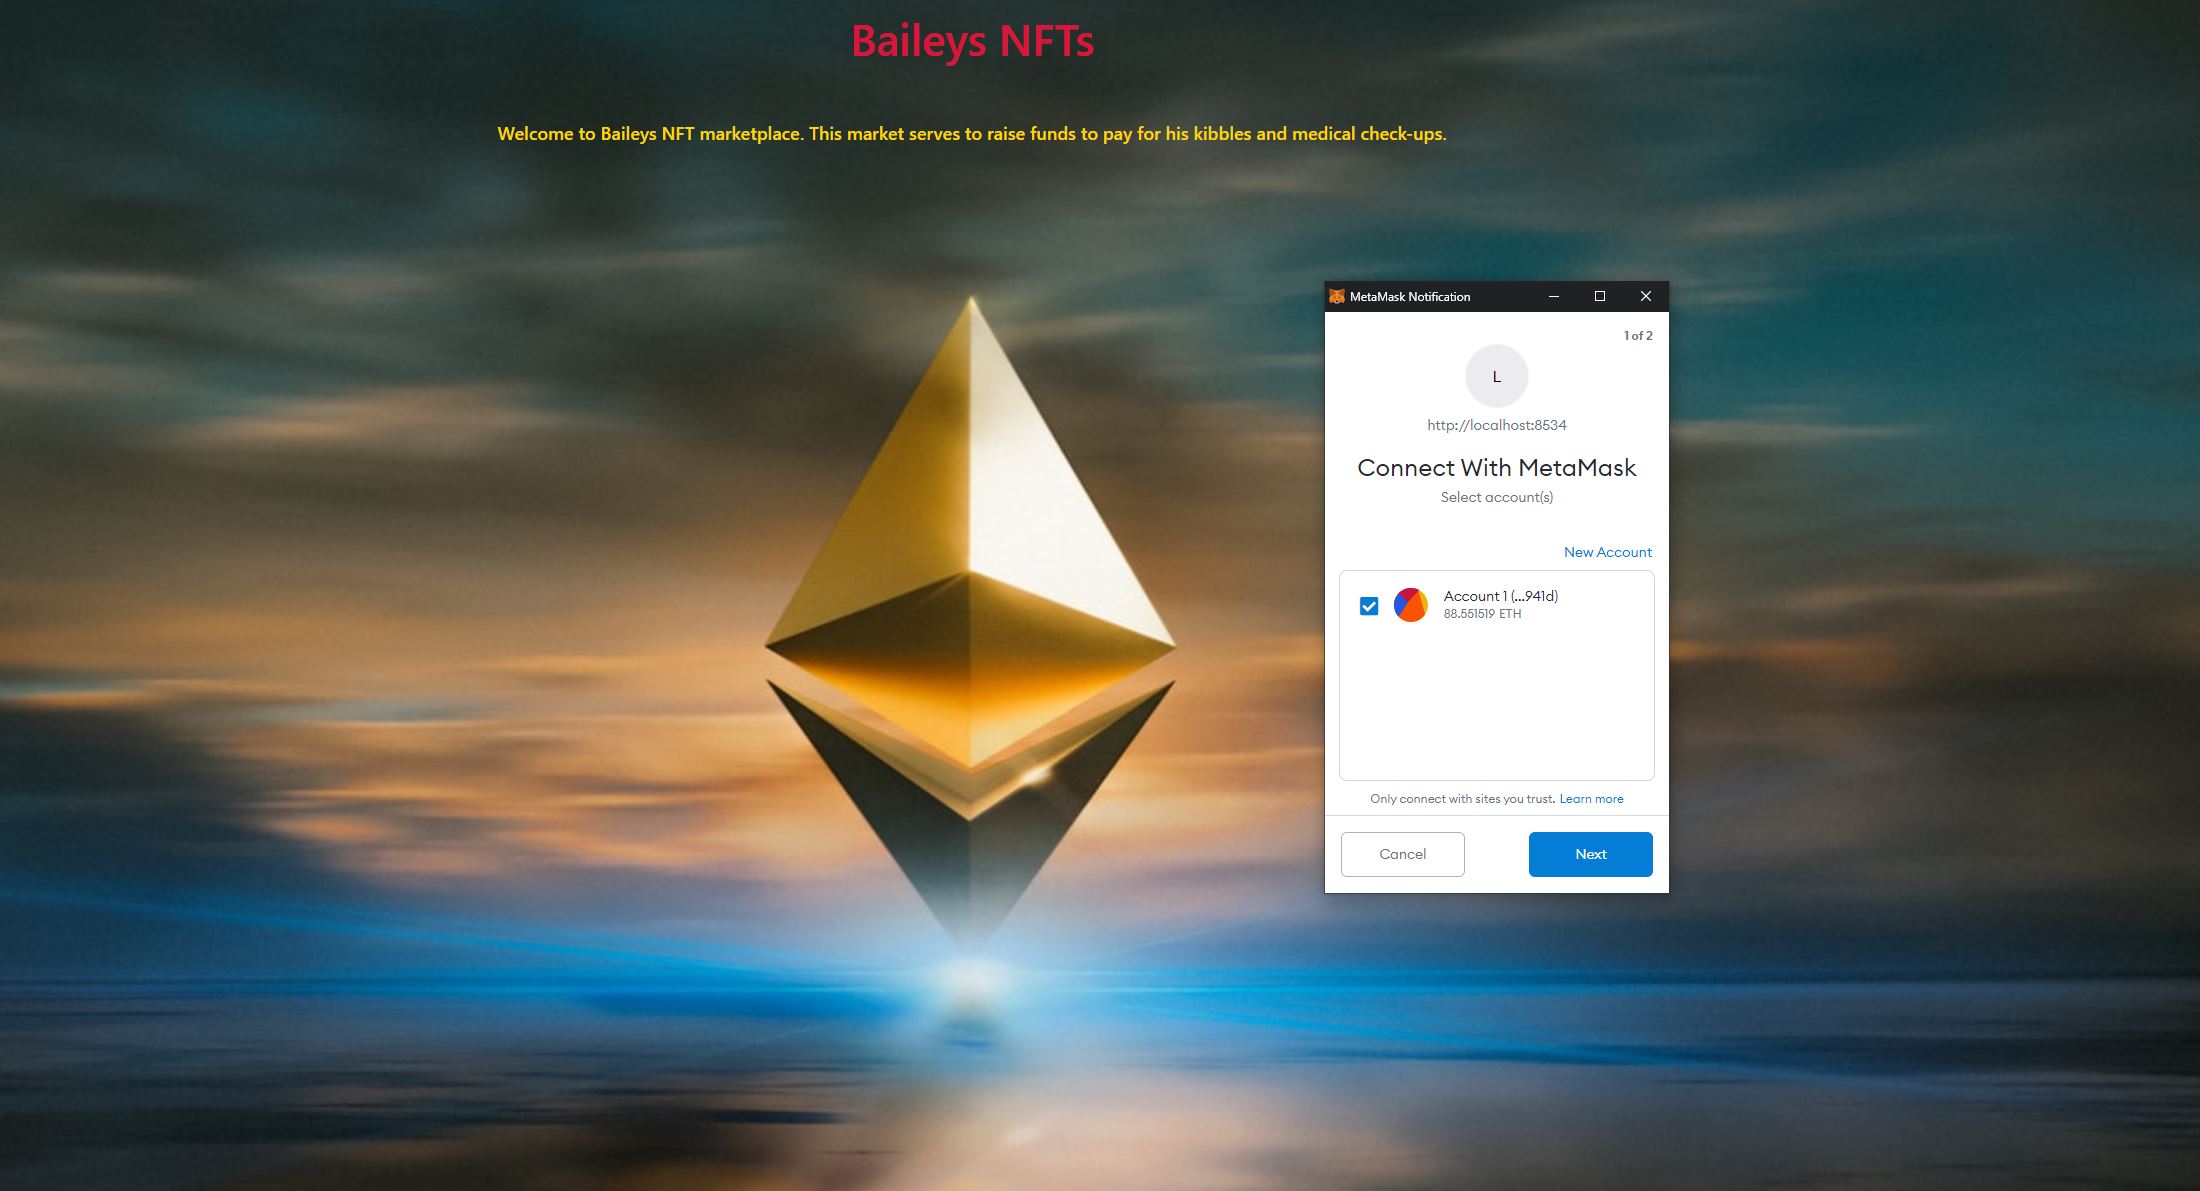 Baileys NFTs
Welcome to Baileys NFT marketplace. This market serves to raise funds to pay for his kibbles and medical check-ups.
MetaMask Notification
1 of 2
L
http://localhost:8534
Connect With MetaMask
Select account(s)
New Account
Account 1 (...941d)
88.551519 ETH
Only connect with sites you trust. Learn more
Cancel
Next